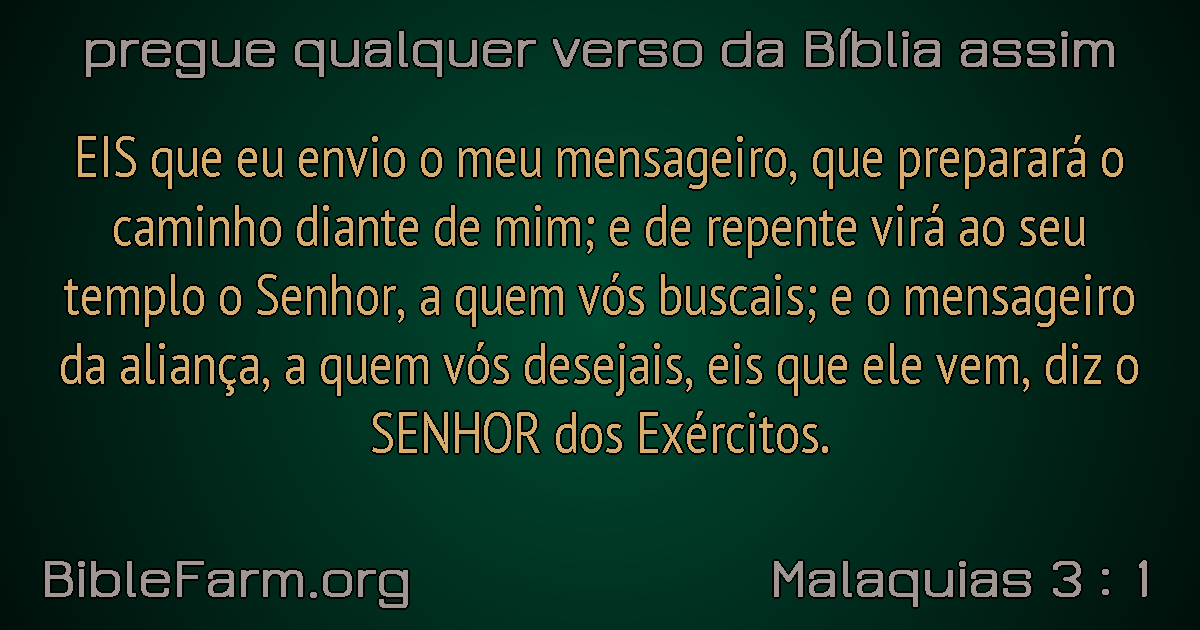 pregue qualquer verso da Bíblia assim
EIS que eu envio o meu mensageiro, que preparará o
caminho diante de mim; e de repente virá ao seu
templo o Senhor, a quem vós buscais; e o mensageiro
da aliança, a quem vós desejais, eis que ele vem, diz o
SENHOR dos Exércitos.
BibleFarm.org
Malaquias 3 : 1